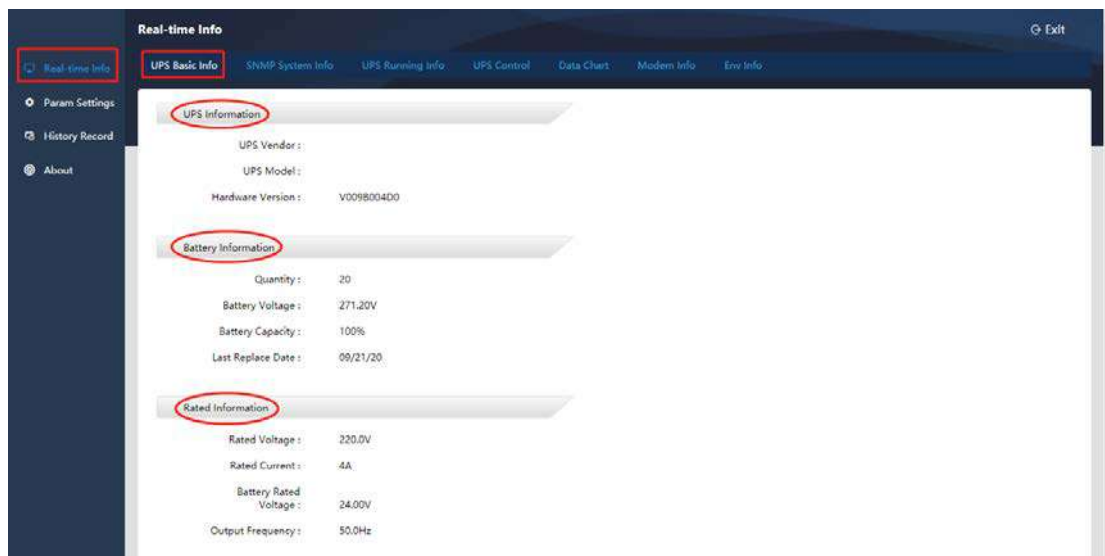 Real-time Info
Exit
Real-time Info
UPS Basic Info SNMP System Info UPS Running Info UPS Control Data Chart Modem Info Env Info
Param Settings
History Record
About
UPS Information
UPS Vendor :
UPS Model :
Hardware Version : V009B004D0
Battery Information
Quantity : 20
Battery Voltage : 271.20V
Battery Capacity : 100%
Last Replace Date : 09/21/20
Rated Information
Rated Voltage : 220.0V
Rated Current : 4A
Battery Rated
Voltage : 24.00V
Output Frequency : 50.0Hz